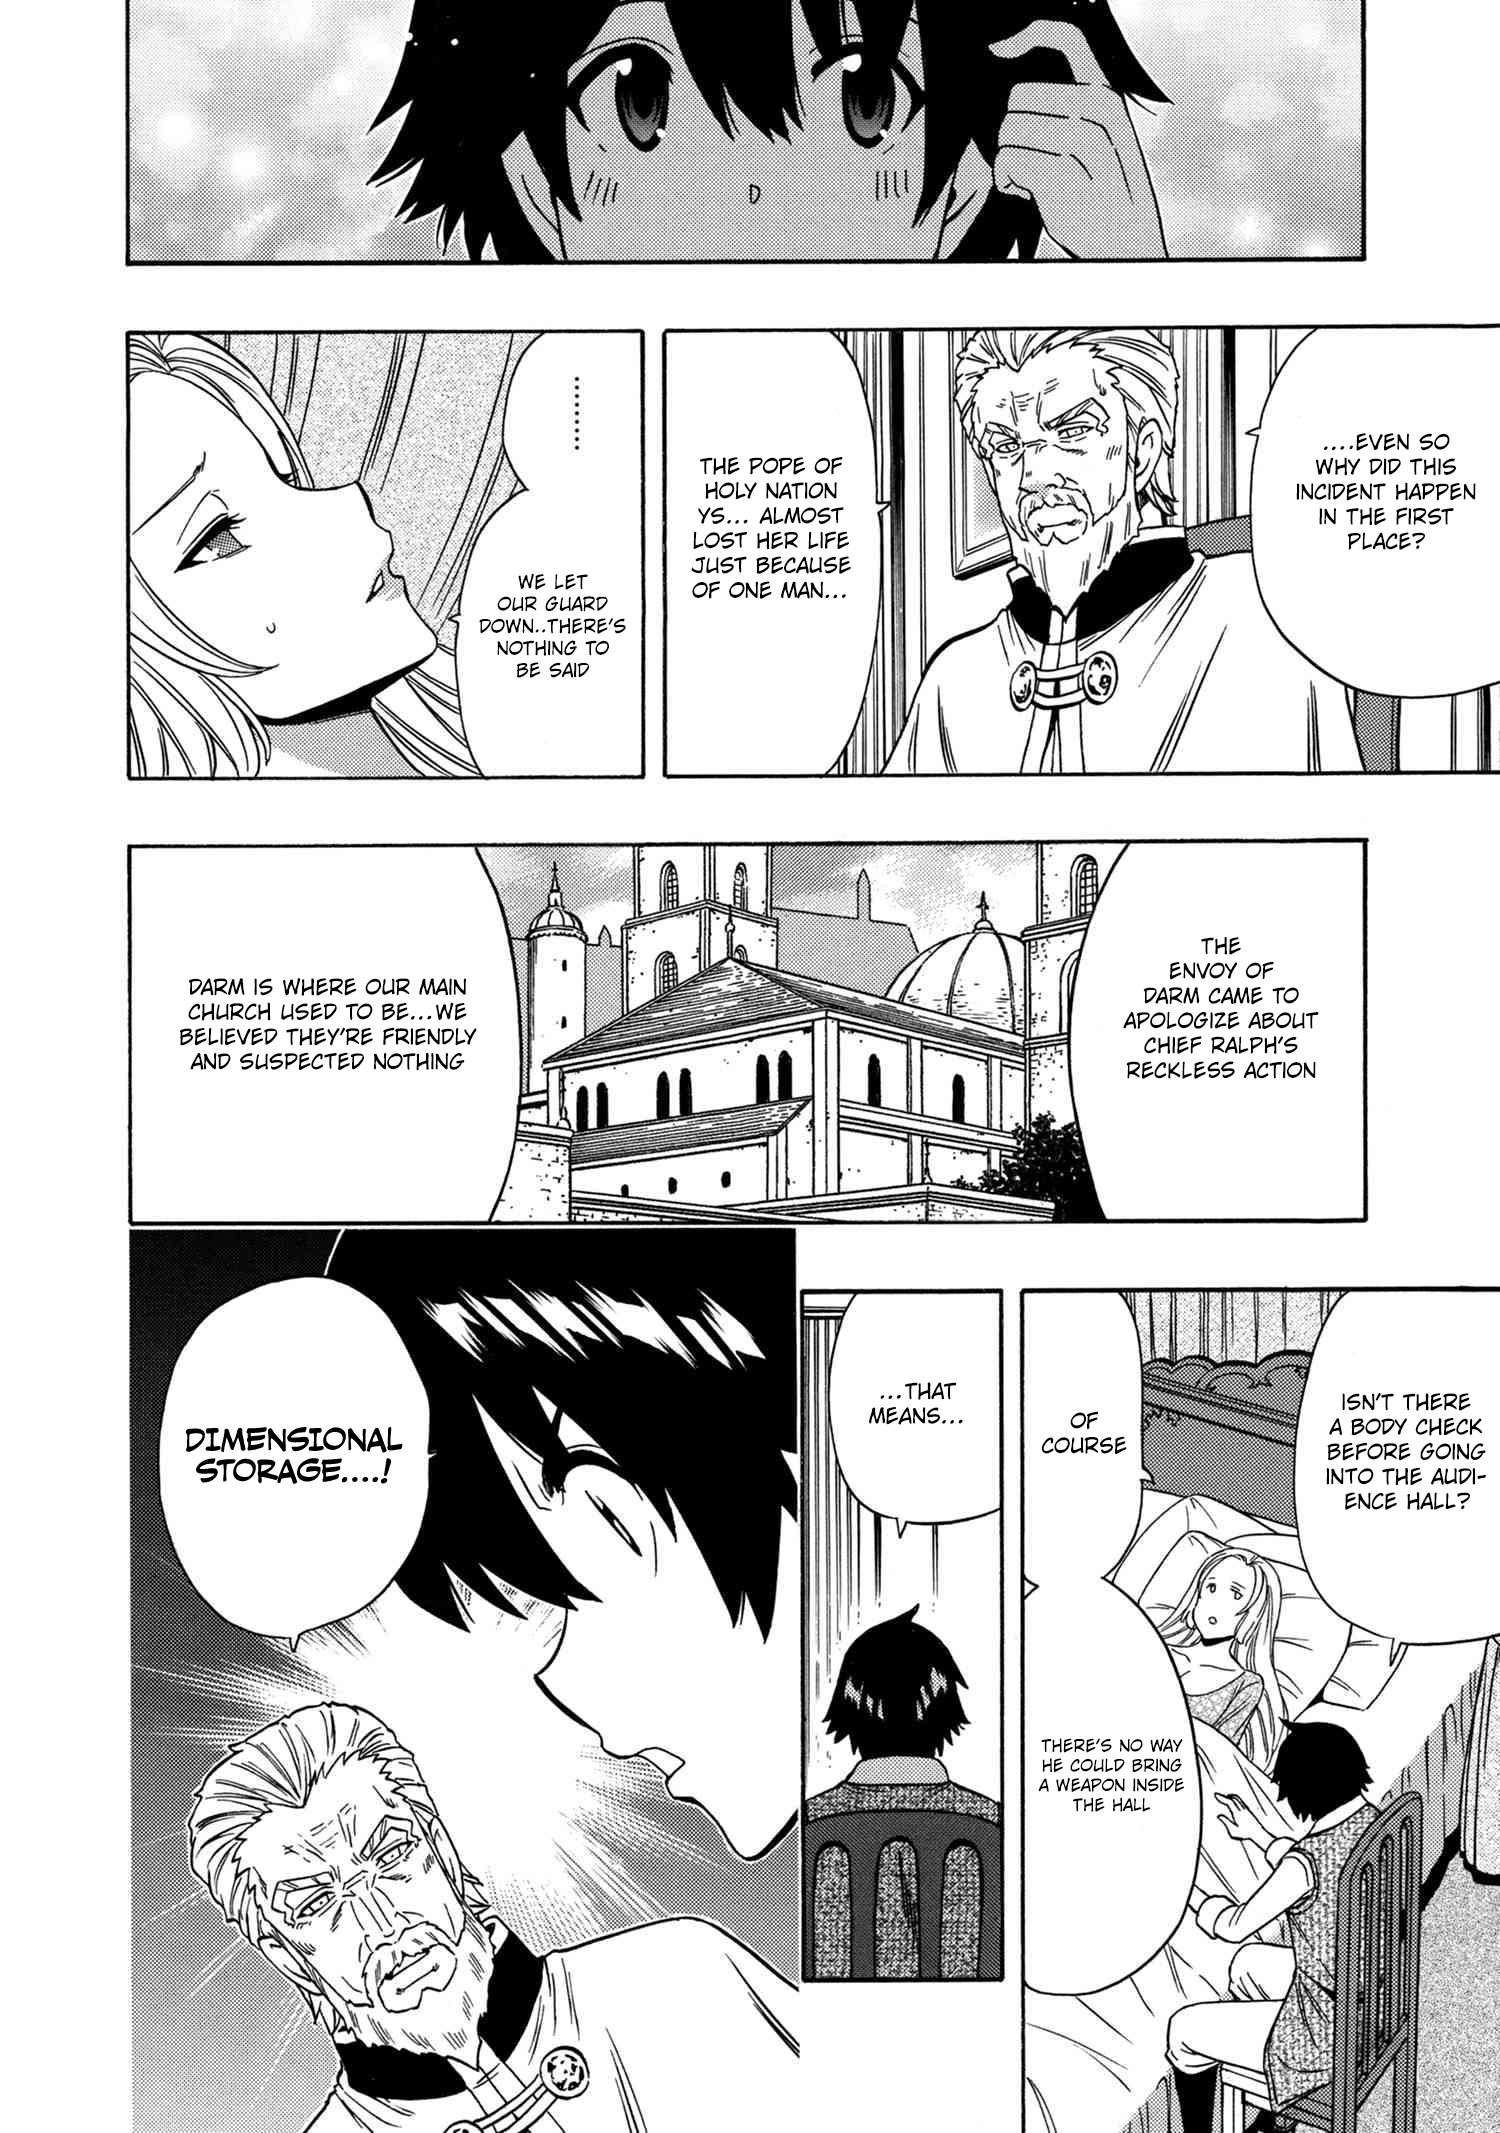 ....EVEN SO
WHY DID THIS
INCIDENT HAPPEN
IN THE FIRST
PLACE?
THE POPE OF
HOLY NATION
YS... ALMOST
LOST HER LIFE
JUST BECAUSE
OF ONE MAN...
.........
WE LET
OUR GUARD
DOWN..THERE'S
NOTHING TO
BE SAID
THE
ENVOY OF
DARM CAME TO
APOLOGIZE ABOUT
CHIEF RALPH'S
RECKLESS ACTION
DARM IS WHERE OUR MAIN
CHURCH USED TO BE...WE
BELIEVED THEY'RE FRIENDLY
AND SUSPECTED NOTHING
ISN'T THERE
A BODY CHECK
BEFORE GOING
INTO THE AUDI-
ENCE HALL?
OF
COURSE
THERE'S NO WAY
HE COULD BRING
A WEAPON INSIDE
THE HALL
...THAT
MEANS...
DIMENSIONAL
STORAGE....!